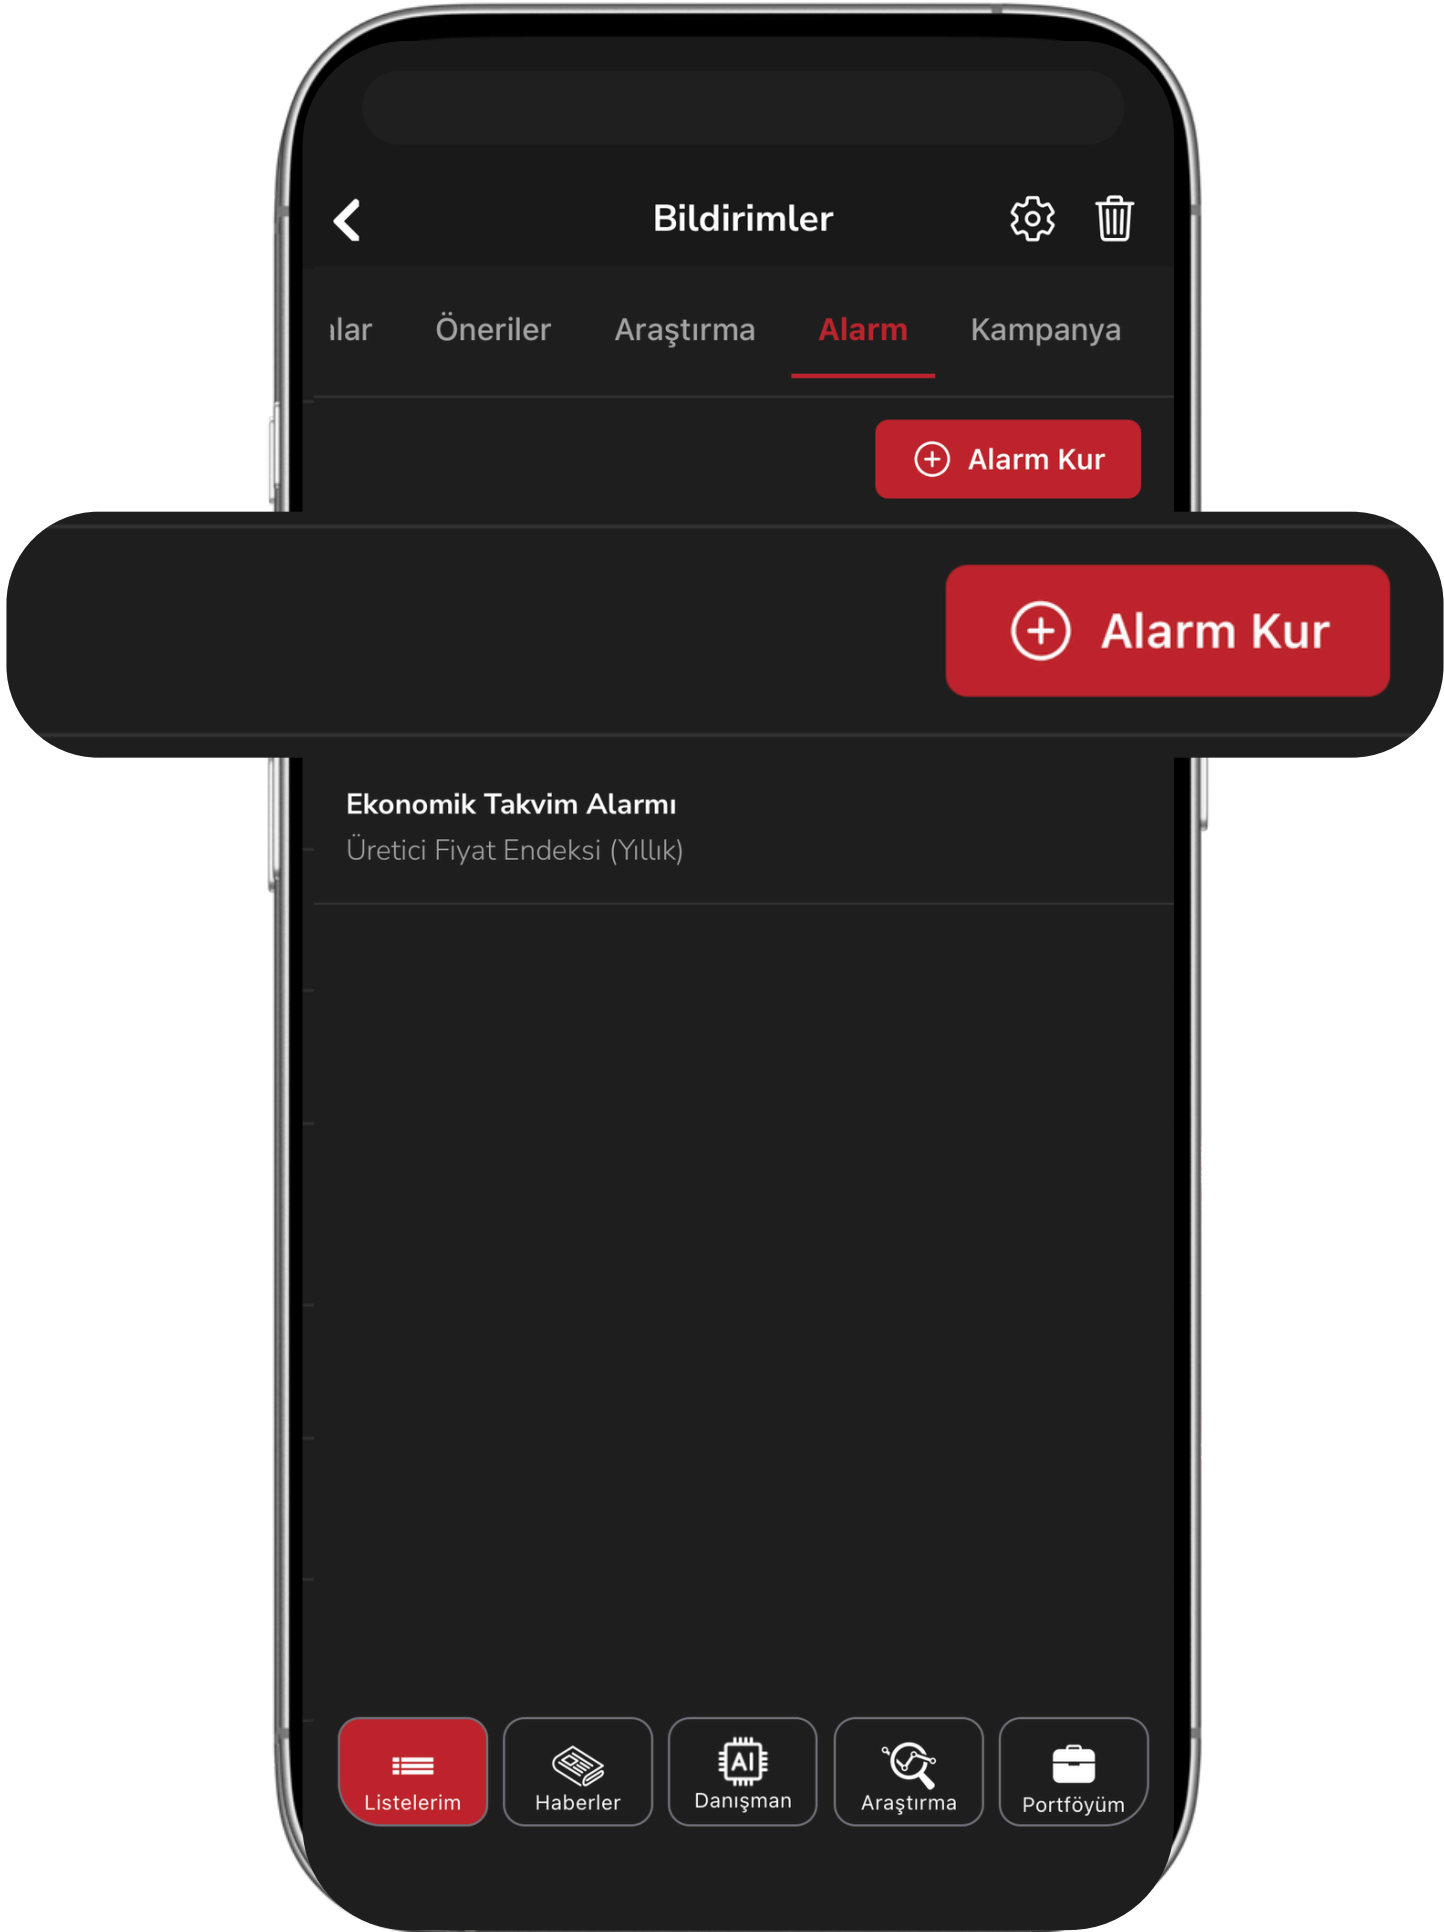 Bildirimler
Öneriler Araştırma Alarm Kampanya
Alarm Kur
Alarm Kur
Ekonomik Takvim Alarmı
Üretici Fiyat Endeksi (Yıllık)
AI
Listelerim Haberler Danışman Araştırma Portföyüm